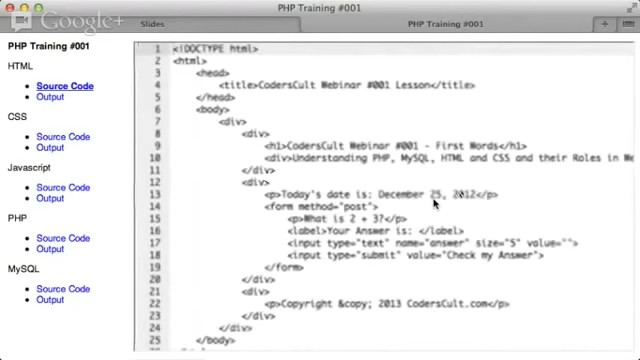 PHP Training #001
Google+
Slides
PHP Training #001
PHP Training #001
HTML
Source Code
Output
CSS
Source Code
Output
Javascript
Source Code
Output
PHP
Source Code
Output
MySQL
Source Code
Output
1 <!DOCTYPE html>
2 <html>
3 <head>
4 <title>CodersCult Webinar #001 Lesson</title>
5 </head>
6 <body>
7 <div>
8 <div>
9 <h1>CodersCult Webinar #001 - First Words</h1>
10 <div>Understanding PHP, MySQL, HTML and CSS and their Roles in We
11 </div>
12 <div>
13 <p>Today's date is: December 25, 2012</p>
14 <form method="post">
15 <p>What is 2 + 3?</p>
16 <label>Your Answer is: </label>
17 <input type="text" name="answer" size="5" value="">
18 <input type="submit" value="Check my Answer">
19 </form>
20 </div>
21 <div>
22 <p>Copyright &copy; 2013 CodersCult.com</p>
23 </div>
24 </div>
25 </body>